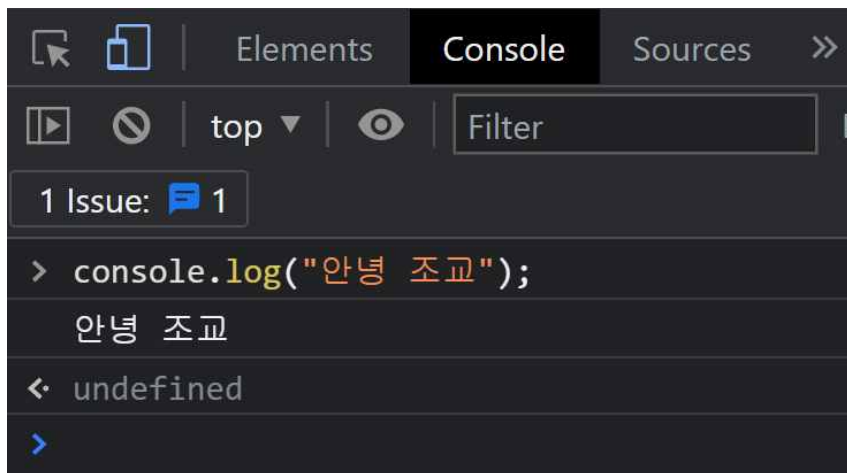 Elements Console Sources
top Filter
1 Issue: 1
console.log("안녕 조교");
안녕 조교
undefined